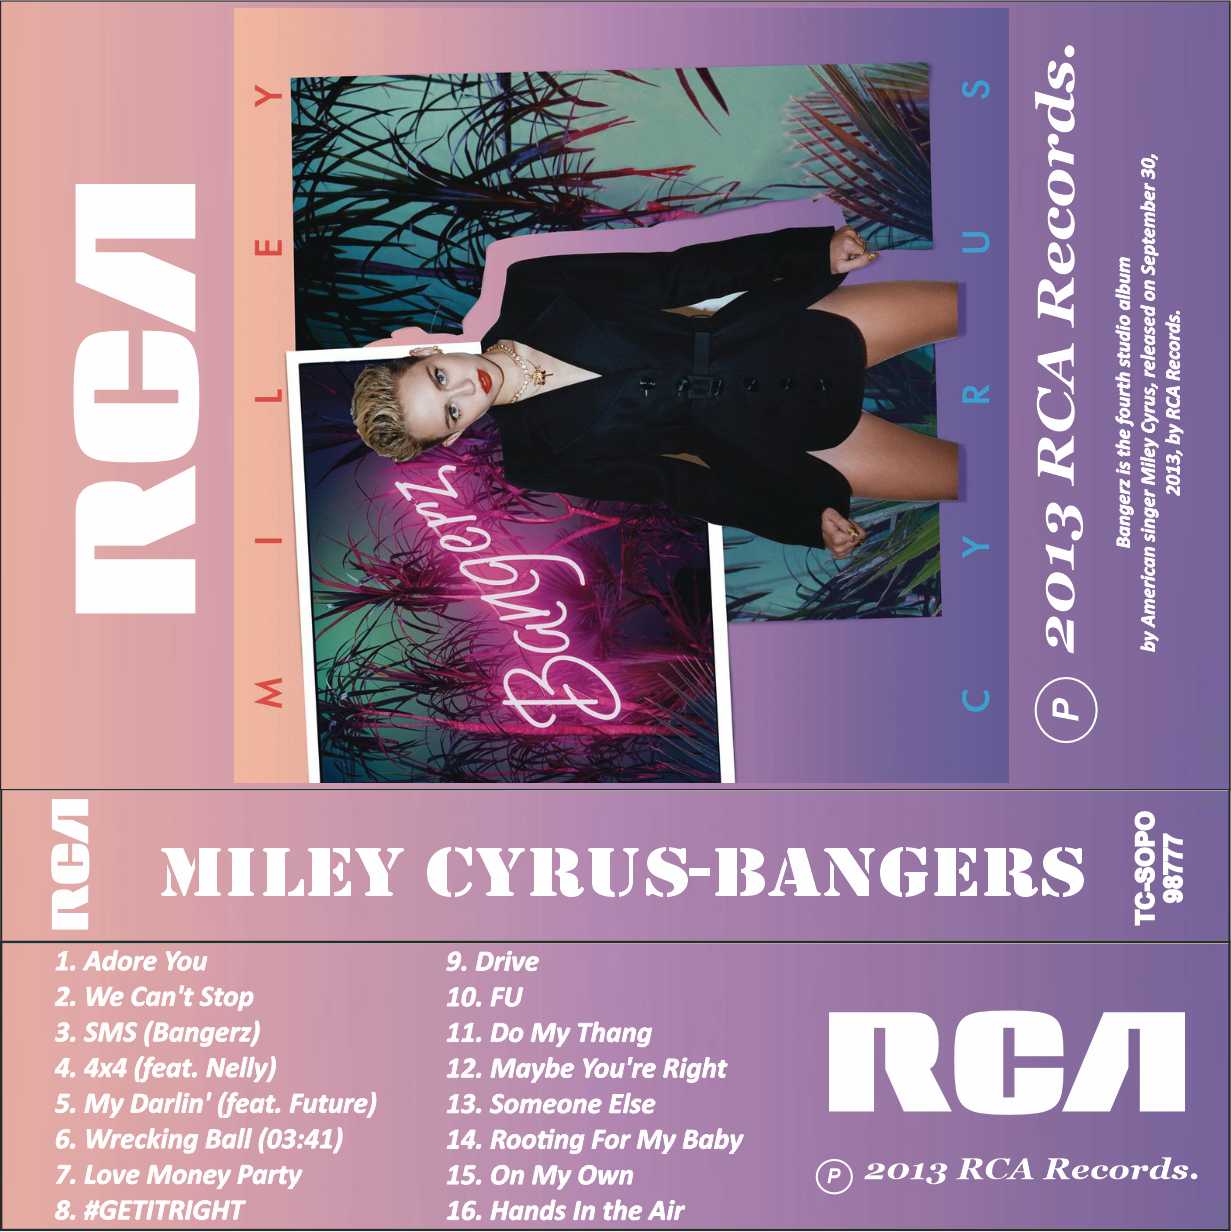 RCA
MILEY
CYRUS
Bangerz
℗ 2013 RCA Records.
Bangerz is the fourth studio album
by American singer Miley Cyrus, released on September 30,
2013, by RCA Records.
RCA
MILEY CYRUS-BANGERS
TC-SOPO
98777
1. Adore You
2. We Can't Stop
3. SMS (Bangerz)
4. 4x4 (feat. Nelly)
5. My Darlin' (feat. Future)
6. Wrecking Ball (03:41)
7. Love Money Party
8. #GETITRIGHT
9. Drive
10. FU
11. Do My Thang
12. Maybe You're Right
13. Someone Else
14. Rooting For My Baby
15. On My Own
16. Hands In the Air
RCA
℗ 2013 RCA Records.